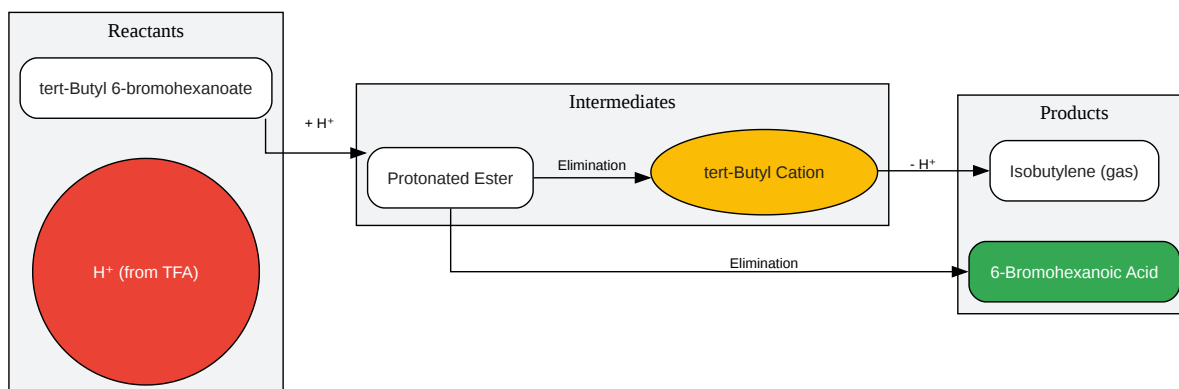 Reactants
tert-Butyl 6-bromohexanoate
H⁺ (from TFA)
+ H⁺
Intermediates
Protonated Ester
Elimination
tert-Butyl Cation
- H⁺
Elimination
Products
Isobutylene (gas)
6-Bromohexanoic Acid